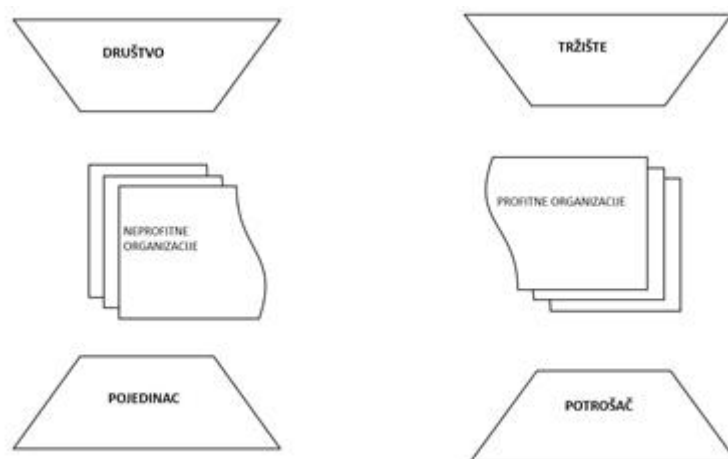 DRUŠTVO
TRŽIŠTE
NEPROFITNE
ORGANIZACIJE
PROFITNE ORGANIZACIJE
POJEDINAC
POTROŠAČ